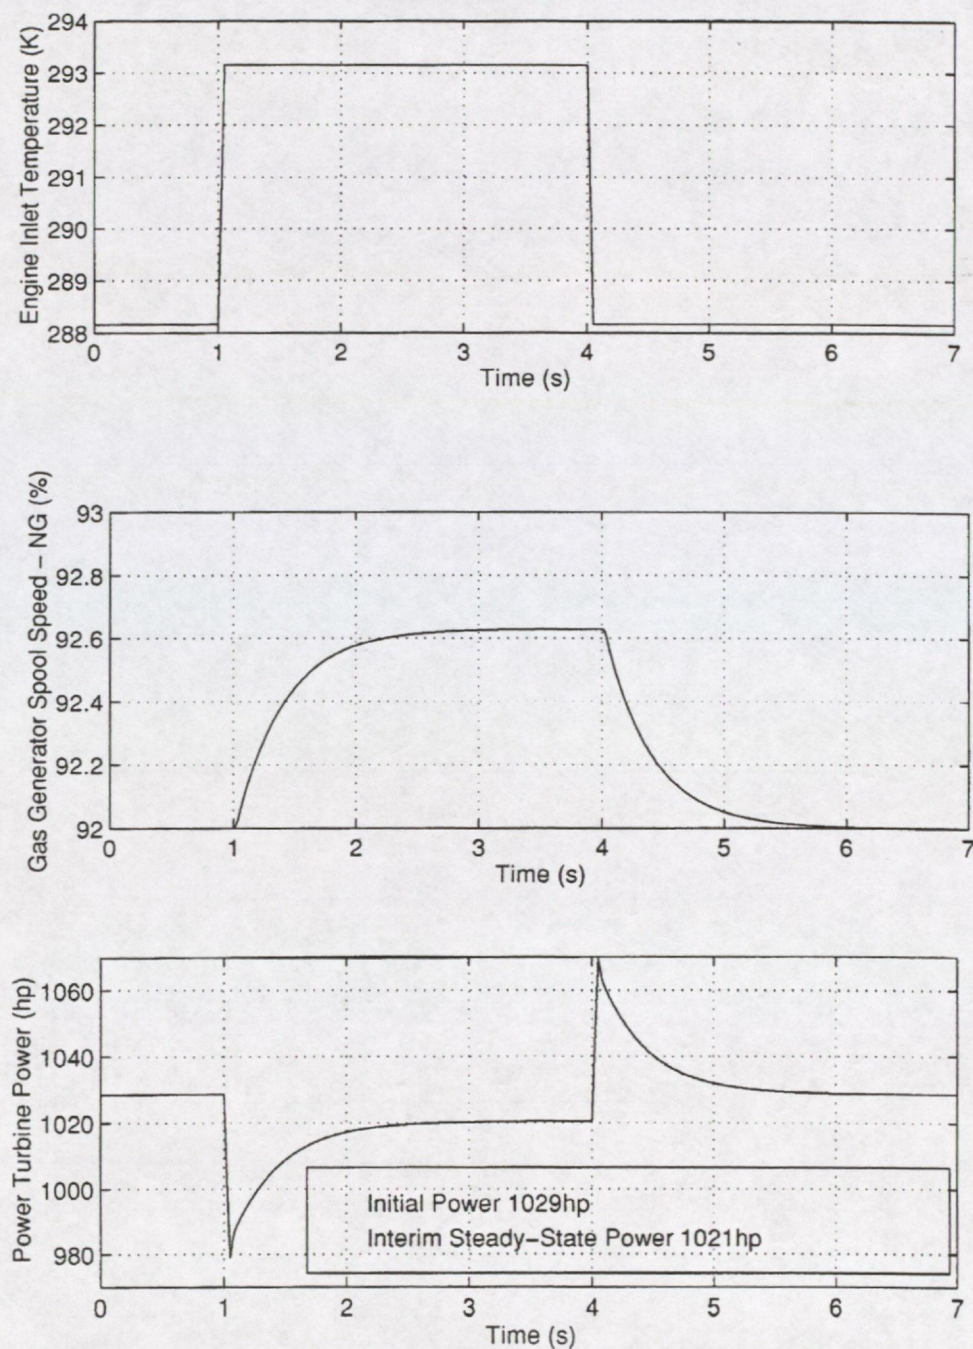 Engine Inlet Temperature (K)
294
293
292
291
290
289
288
0 1 2 3 4 5 6 7
Time (s)
Gas Generator Spool Speed – NG (%)
93
92.8
92.6
92.4
92.2
92
0 1 2 3 4 5 6 7
Time (s)
Power Turbine Power (hp)
1060
1040
1020
1000
980
Initial Power 1029hp
Interim Steady–State Power 1021hp
0 1 2 3 4 5 6 7
Time (s)